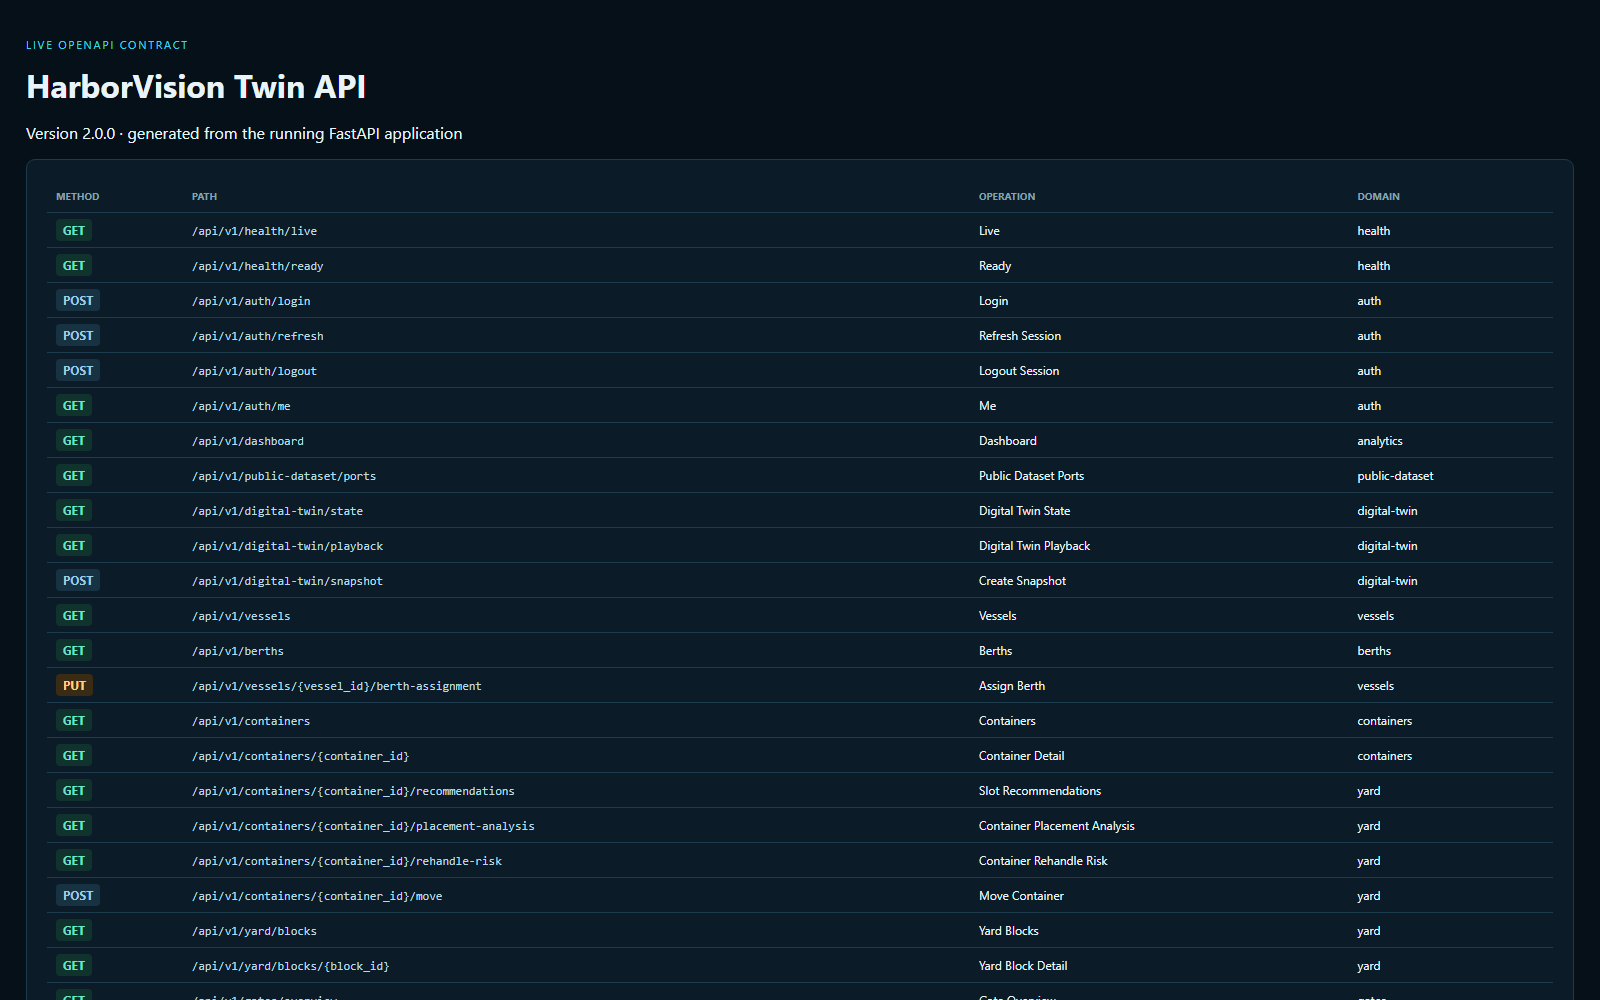 LIVE OPENAPI CONTRACT
HarborVision Twin API
Version 2.0.0 · generated from the running FastAPI application
METHOD PATH OPERATION DOMAIN
GET /api/v1/health/live Live health
GET /api/v1/health/ready Ready health
POST /api/v1/auth/login Login auth
POST /api/v1/auth/refresh Refresh Session auth
POST /api/v1/auth/logout Logout Session auth
GET /api/v1/auth/me Me auth
GET /api/v1/dashboard Dashboard analytics
GET /api/v1/public-dataset/ports Public Dataset Ports public-dataset
GET /api/v1/digital-twin/state Digital Twin State digital-twin
GET /api/v1/digital-twin/playback Digital Twin Playback digital-twin
POST /api/v1/digital-twin/snapshot Create Snapshot digital-twin
GET /api/v1/vessels Vessels vessels
GET /api/v1/berths Berths berths
PUT /api/v1/vessels/{vessel_id}/berth-assignment Assign Berth vessels
GET /api/v1/containers Containers containers
GET /api/v1/containers/{container_id} Container Detail containers
GET /api/v1/containers/{container_id}/recommendations Slot Recommendations yard
GET /api/v1/containers/{container_id}/placement-analysis Container Placement Analysis yard
GET /api/v1/containers/{container_id}/rehandle-risk Container Rehandle Risk yard
POST /api/v1/containers/{container_id}/move Move Container yard
GET /api/v1/yard/blocks Yard Blocks yard
GET /api/v1/yard/blocks/{block_id} Yard Block Detail yard
GET /api/v1/gates/overview Gate Overview gates